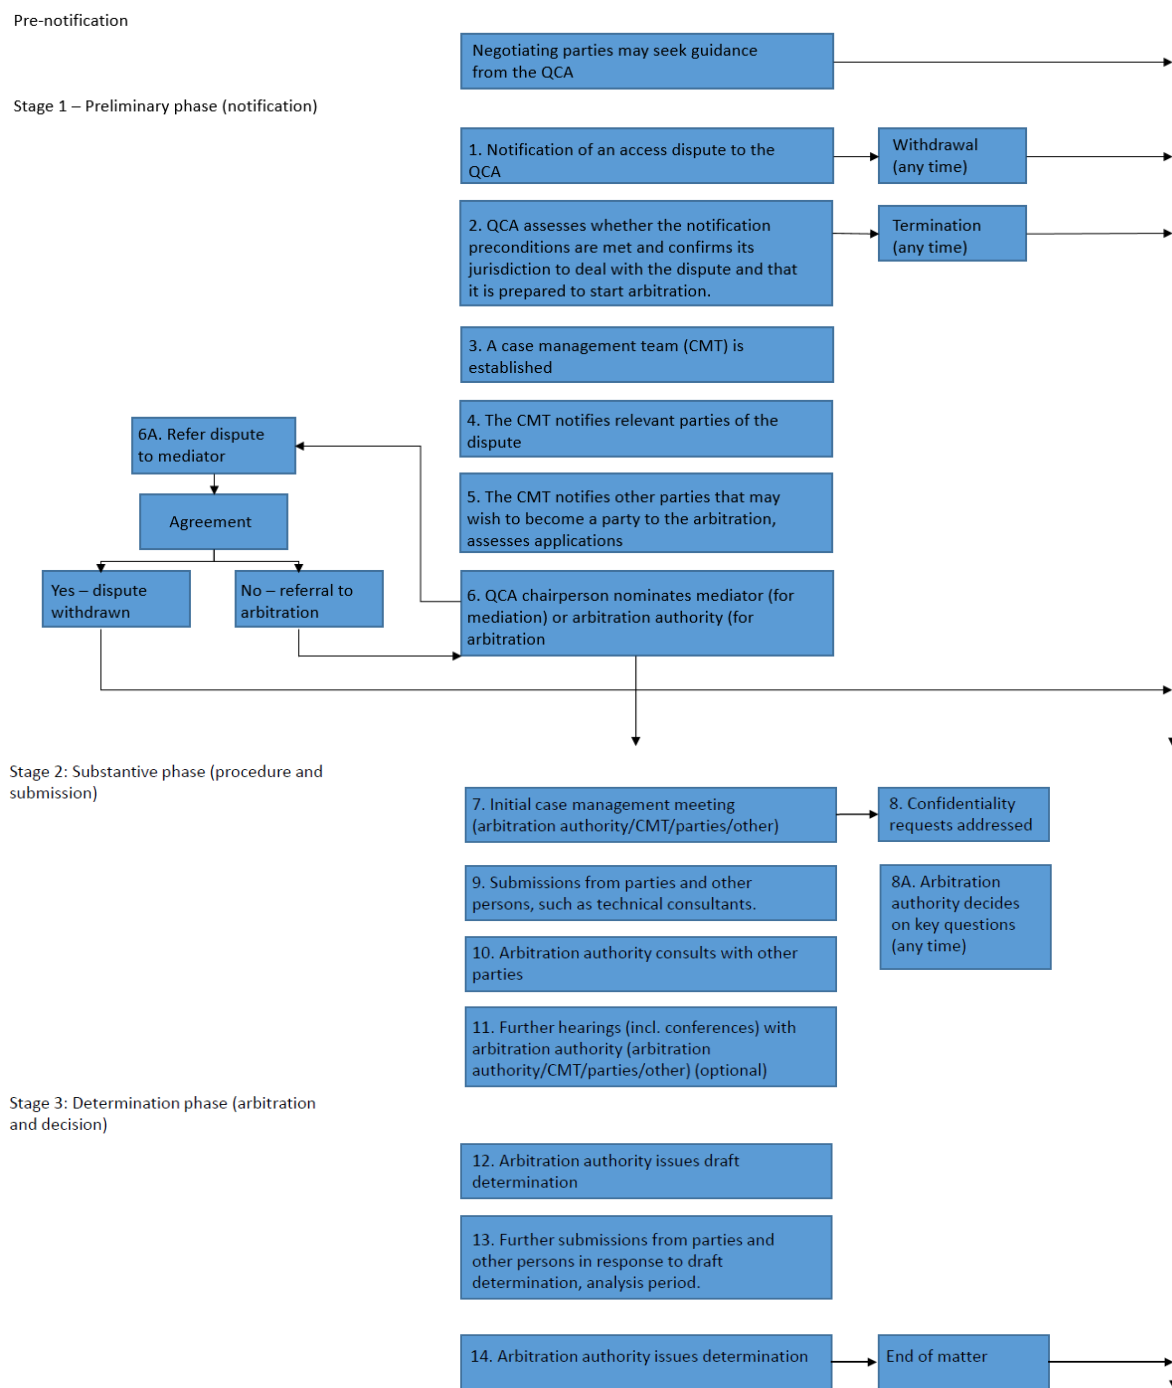 Pre-notification
Negotiating parties may seek guidance
from the QCA
Stage 1 – Preliminary phase (notification)
1. Notification of an access dispute to the
QCA
Withdrawal
(any time)
2. QCA assesses whether the notification
preconditions are met and confirms its
jurisdiction to deal with the dispute and that
it is prepared to start arbitration.
Termination
(any time)
3. A case management team (CMT) is
established
4. The CMT notifies relevant parties of the
dispute
6A. Refer dispute
to mediator
5. The CMT notifies other parties that may
wish to become a party to the arbitration,
assesses applications
Agreement
Yes – dispute
withdrawn
No – referral to
arbitration
6. QCA chairperson nominates mediator (for
mediation) or arbitration authority (for
arbitration
Stage 2: Substantive phase (procedure and
submission)
7. Initial case management meeting
(arbitration authority/CMT/parties/other)
8. Confidentiality
requests addressed
9. Submissions from parties and other
persons, such as technical consultants.
8A. Arbitration
authority decides
on key questions
(any time)
10. Arbitration authority consults with other
parties
11. Further hearings (incl. conferences) with
arbitration authority (arbitration
authority/CMT/parties/other) (optional)
Stage 3: Determination phase (arbitration
and decision)
12. Arbitration authority issues draft
determination
13. Further submissions from parties and
other persons in response to draft
determination, analysis period.
14. Arbitration authority issues determination
End of matter